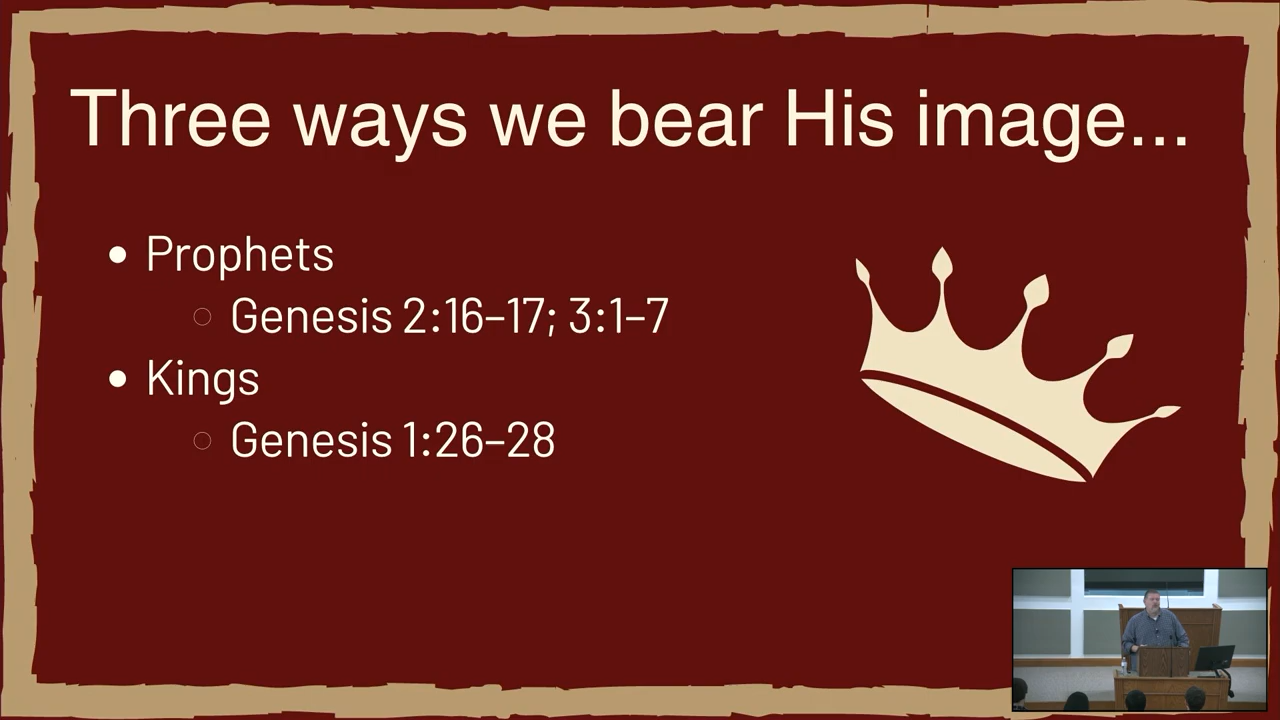 Three ways we bear His image...
Prophets
Genesis 2:16–17; 3:1–7
Kings
Genesis 1:26–28